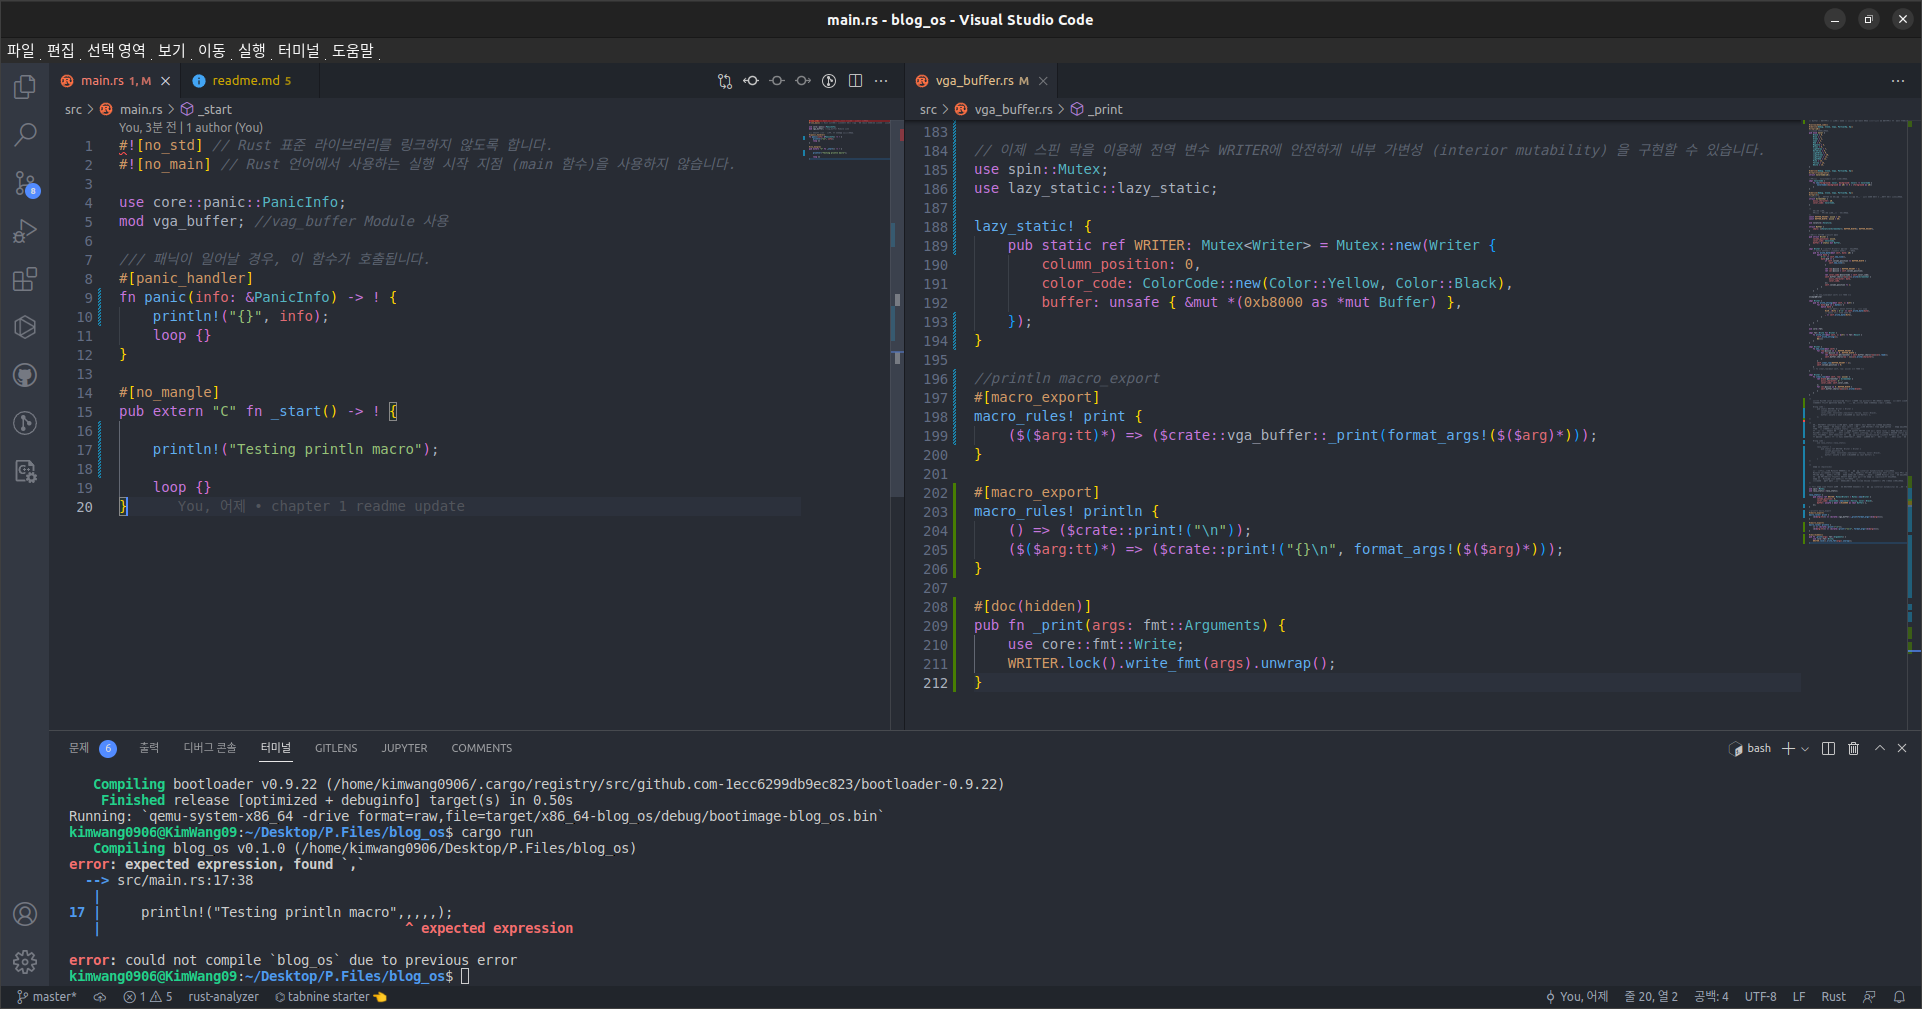 main.rs - blog_os - Visual Studio Code
파일 편집 선택 영역 보기 이동 실행 터미널 도움말
main.rs 1, M
readme.md 5
src > main.rs > _start
You, 3분 전 | 1 author (You)
1 #![no_std] // Rust 표준 라이브러리를 링크하지 않도록 합니다.
2 #![no_main] // Rust 언어에서 사용하는 실행 시작 지점 (main 함수)을 사용하지 않습니다.
3
4 use core::panic::PanicInfo;
5 mod vga_buffer; //vag_buffer Module 사용
6
7 /// 패닉이 일어날 경우, 이 함수가 호출됩니다.
8 #[panic_handler]
9 fn panic(info: &PanicInfo) -> ! {
10     println!("{}", info);
11     loop {}
12 }
13
14 #[no_mangle]
15 pub extern "C" fn _start() -> ! {
16
17     println!("Testing println macro");
18
19     loop {}
20 } You, 어제 • chapter 1 readme update
vga_buffer.rs M
src > vga_buffer.rs > _print
183
184 // 이제 스핀 락을 이용해 전역 변수 WRITER에 안전하게 내부 가변성 (interior mutability) 을 구현할 수 있습니다.
185 use spin::Mutex;
186 use lazy_static::lazy_static;
187
188 lazy_static! {
189     pub static ref WRITER: Mutex<Writer> = Mutex::new(Writer {
190         column_position: 0,
191         color_code: ColorCode::new(Color::Yellow, Color::Black),
192         buffer: unsafe { &mut *(0xb8000 as *mut Buffer) },
193     });
194 }
195
196 //println macro_export
197 #[macro_export]
198 macro_rules! print {
199     ($($arg:tt)*) => ($crate::vga_buffer::_print(format_args!($($arg)*)));
200 }
201
202 #[macro_export]
203 macro_rules! println {
204     () => ($crate::print!("\n"));
205     ($($arg:tt)*) => ($crate::print!("{}\n", format_args!($($arg)*)));
206 }
207
208 #[doc(hidden)]
209 pub fn _print(args: fmt::Arguments) {
210     use core::fmt::Write;
211     WRITER.lock().write_fmt(args).unwrap();
212 }
8
문제 6 출력 디버그 콘솔 터미널 GITLENS JUPYTER COMMENTS
bash
Compiling bootloader v0.9.22 (/home/kimwang0906/.cargo/registry/src/github.com-1ecc6299db9ec823/bootloader-0.9.22)
Finished release [optimized + debuginfo] target(s) in 0.50s
Running: `qemu-system-x86_64 -drive format=raw,file=target/x86_64-blog_os/debug/bootimage-blog_os.bin`
kimwang0906@KimWang09:~/Desktop/P.Files/blog_os$ cargo run
Compiling blog_os v0.1.0 (/home/kimwang0906/Desktop/P.Files/blog_os)
error: expected expression, found `,`
--> src/main.rs:17:38
|
17 |     println!("Testing println macro",,,,,);
| ^ expected expression
error: could not compile `blog_os` due to previous error
kimwang0906@KimWang09:~/Desktop/P.Files/blog_os$
master* 1 5 rust-analyzer tabnine starter
You, 어제 줄 20, 열 2 공백: 4 UTF-8 LF Rust